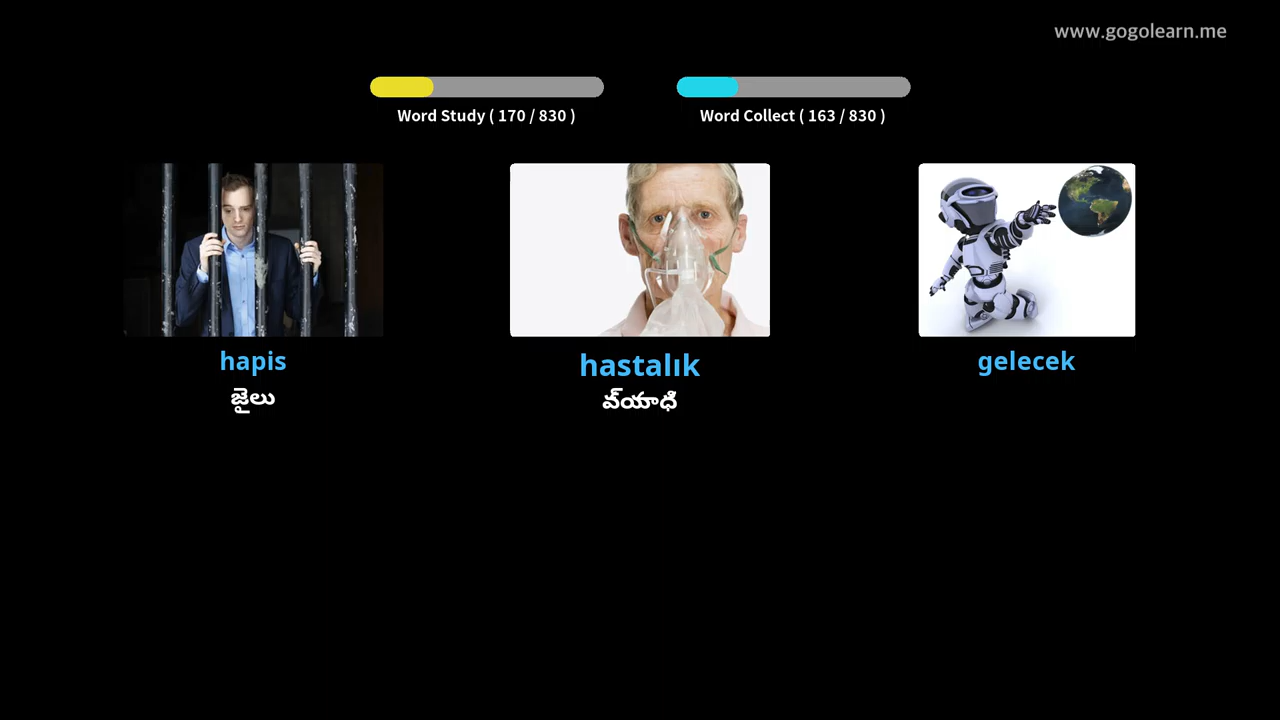 www.gogolearn.me
Word Study ( 170 / 830 )
Word Collect ( 163 / 830 )
hapis
hastalık
gelecek
జైలు
వ్‌యాధి